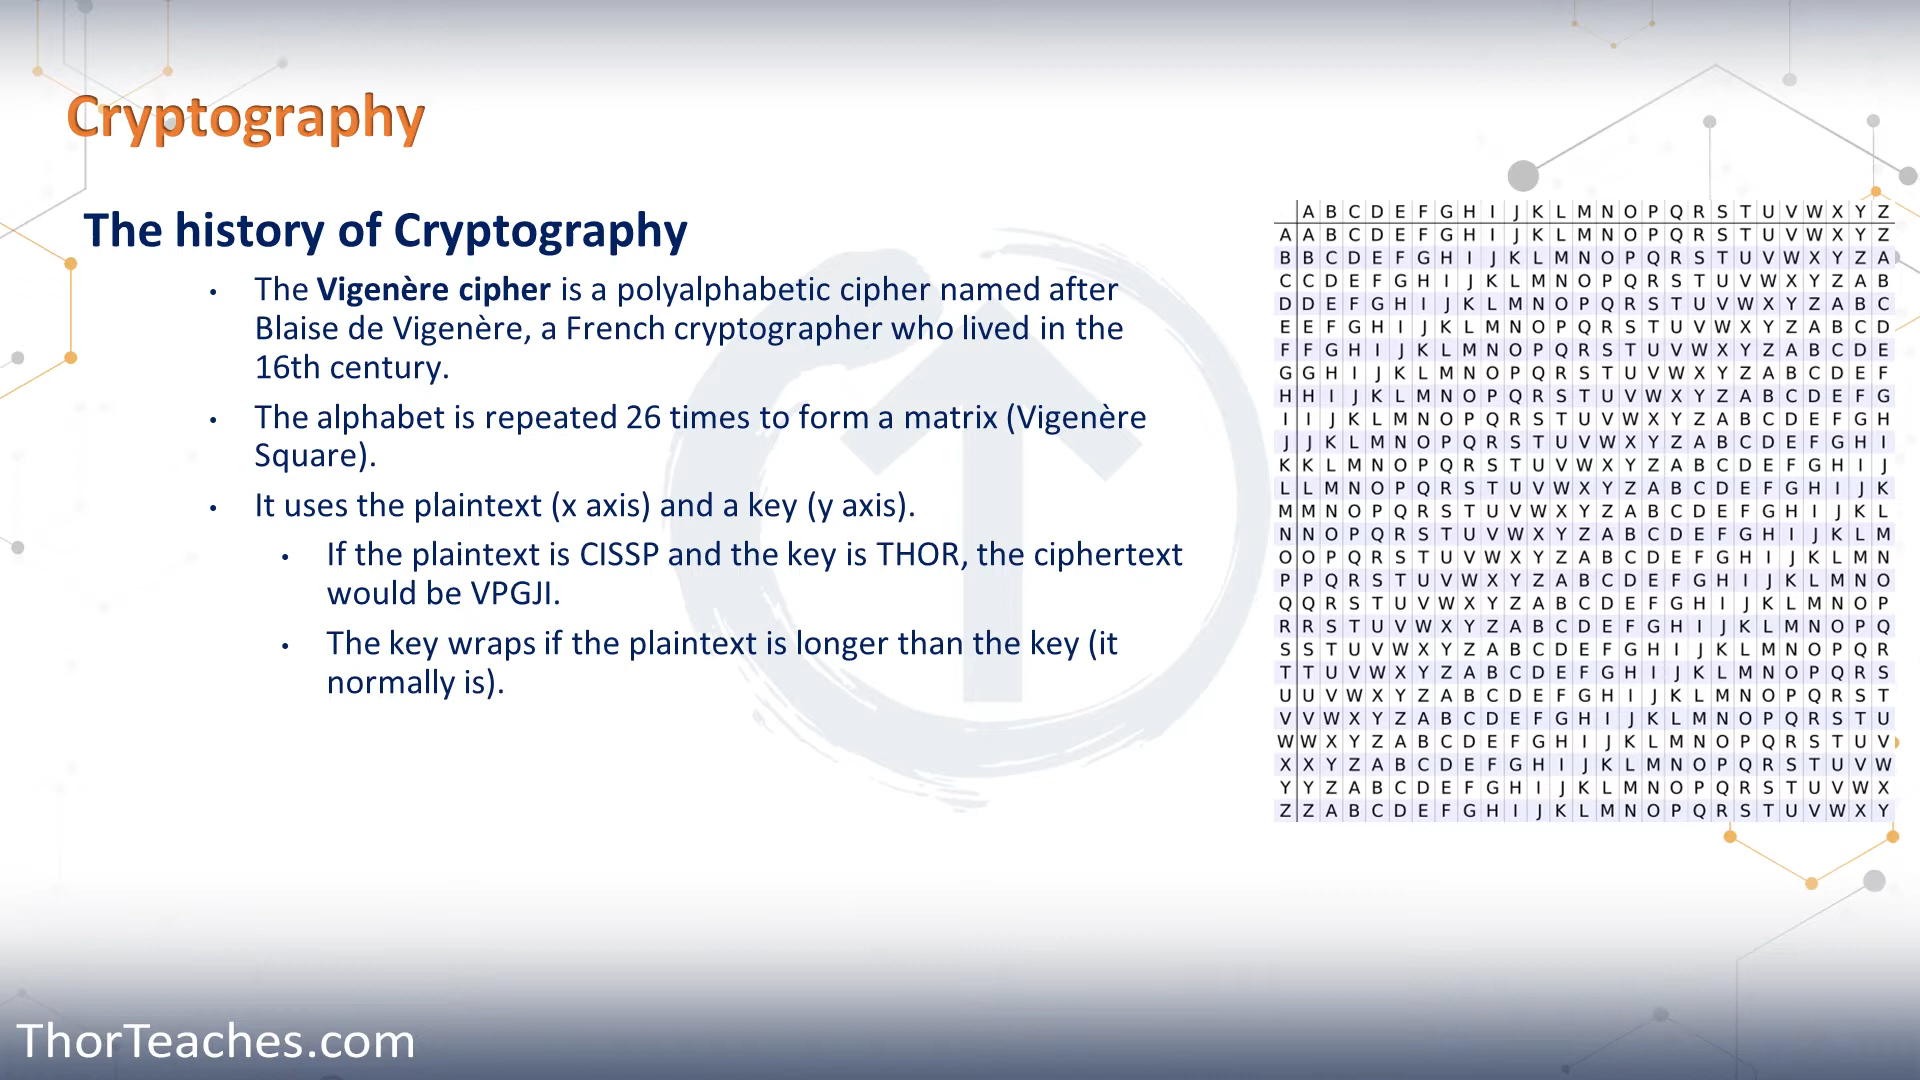 Cryptography
The history of Cryptography
• The Vigenère cipher is a polyalphabetic cipher named after
Blaise de Vigenère, a French cryptographer who lived in the
16th century.
• The alphabet is repeated 26 times to form a matrix (Vigenère
Square).
• It uses the plaintext (x axis) and a key (y axis).
• If the plaintext is CISSP and the key is THOR, the ciphertext
would be VPGJI.
• The key wraps if the plaintext is longer than the key (it
normally is).
A B C D E F G H I J K L M N O P Q R S T U V W X Y Z
A A B C D E F G H I J K L M N O P Q R S T U V W X Y Z
B B C D E F G H I J K L M N O P Q R S T U V W X Y Z A
C C D E F G H I J K L M N O P Q R S T U V W X Y Z A B
D D E F G H I J K L M N O P Q R S T U V W X Y Z A B C
E E F G H I J K L M N O P Q R S T U V W X Y Z A B C D
F F G H I J K L M N O P Q R S T U V W X Y Z A B C D E
G G H I J K L M N O P Q R S T U V W X Y Z A B C D E F
H H I J K L M N O P Q R S T U V W X Y Z A B C D E F G
I I J K L M N O P Q R S T U V W X Y Z A B C D E F G H
J J K L M N O P Q R S T U V W X Y Z A B C D E F G H I
K K L M N O P Q R S T U V W X Y Z A B C D E F G H I J
L L M N O P Q R S T U V W X Y Z A B C D E F G H I J K
M M N O P Q R S T U V W X Y Z A B C D E F G H I J K L
N N O P Q R S T U V W X Y Z A B C D E F G H I J K L M
O O P Q R S T U V W X Y Z A B C D E F G H I J K L M N
P P Q R S T U V W X Y Z A B C D E F G H I J K L M N O
Q Q R S T U V W X Y Z A B C D E F G H I J K L M N O P
R R S T U V W X Y Z A B C D E F G H I J K L M N O P Q
S S T U V W X Y Z A B C D E F G H I J K L M N O P Q R
T T U V W X Y Z A B C D E F G H I J K L M N O P Q R S
U U V W X Y Z A B C D E F G H I J K L M N O P Q R S T
V V W X Y Z A B C D E F G H I J K L M N O P Q R S T U
W W X Y Z A B C D E F G H I J K L M N O P Q R S T U V
X X Y Z A B C D E F G H I J K L M N O P Q R S T U V W
Y Y Z A B C D E F G H I J K L M N O P Q R S T U V W X
Z Z A B C D E F G H I J K L M N O P Q R S T U V W X Y
ThorTeaches.com